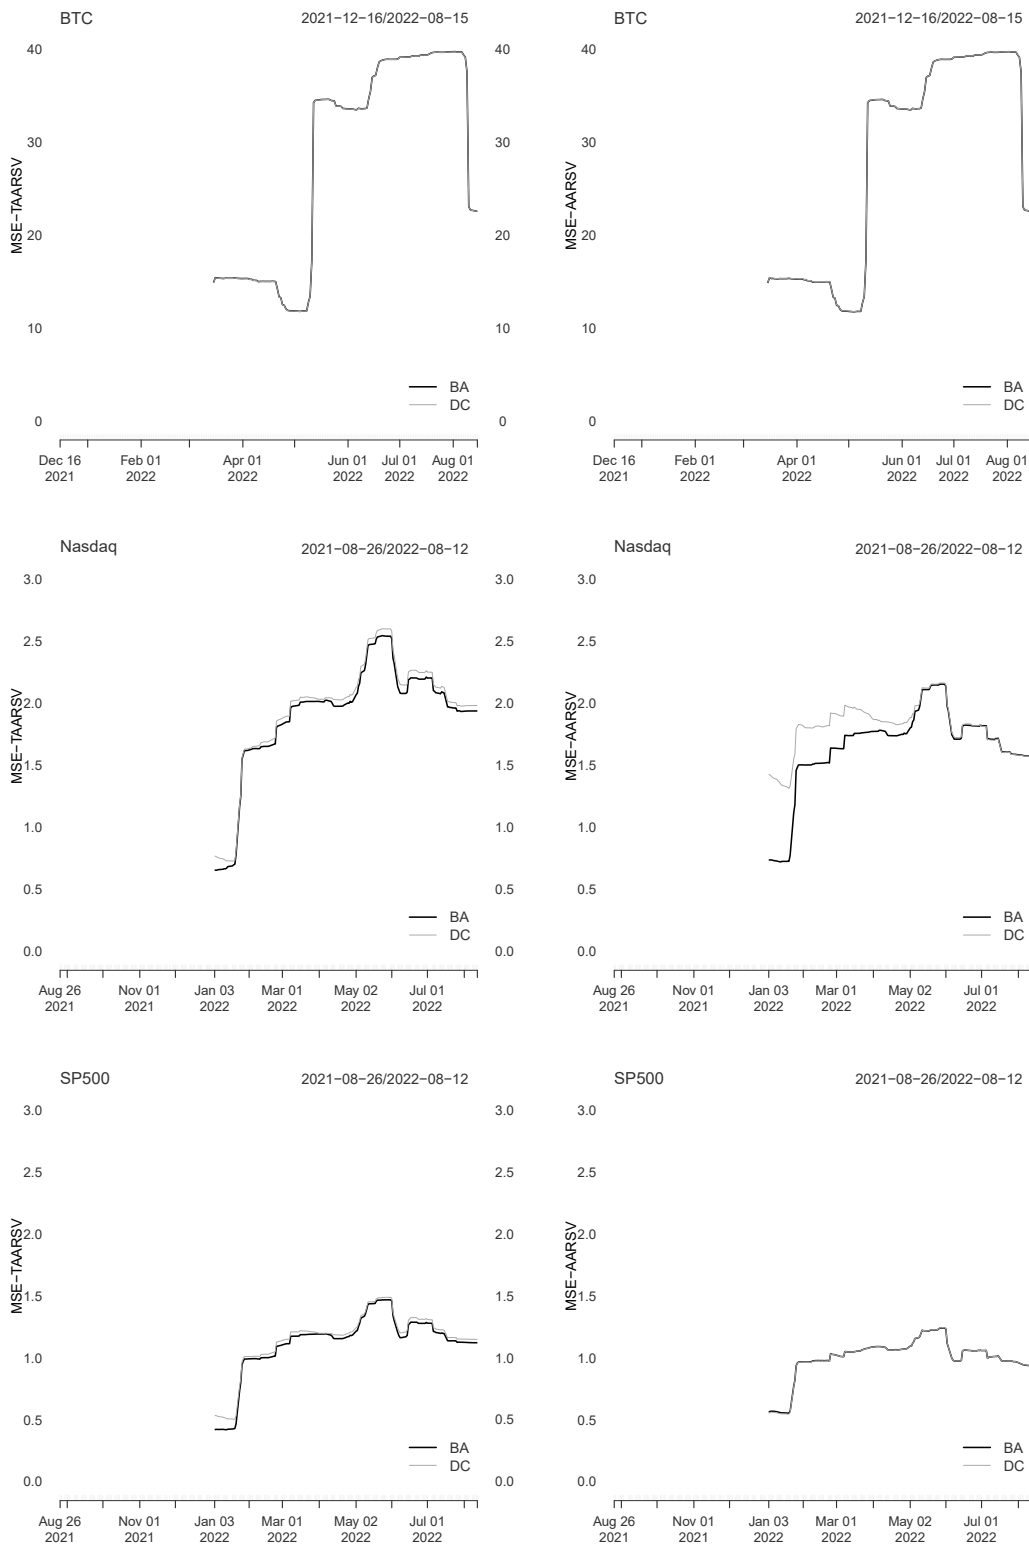 BTC 2021−12−16/2022−08−15
40 40
30 30
20 20
10 10
0 0
MSE−TAARSV
BA
DC
Dec 16 Feb 01 Apr 01 Jun 01 Jul 01 Aug 01
2021 2022 2022 2022 2022 2022
BTC 2021−12−16/2022−08−15
40
30
20
10
0
MSE−AARSV
BA
DC
Dec 16 Feb 01 Apr 01 Jun 01 Jul 01 Aug 01
2021 2022 2022 2022 2022 2022
Nasdaq 2021−08−26/2022−08−12
3.0 3.0
2.5 2.5
2.0 2.0
1.5 1.5
1.0 1.0
0.5 0.5
0.0 0.0
MSE−TAARSV
BA
DC
Aug 26 Nov 01 Jan 03 Mar 01 May 02 Jul 01
2021 2021 2022 2022 2022 2022
Nasdaq 2021−08−26/2022−08−12
3.0
2.5
2.0
1.5
1.0
0.5
0.0
MSE−AARSV
BA
DC
Aug 26 Nov 01 Jan 03 Mar 01 May 02 Jul 01
2021 2021 2022 2022 2022 2022
SP500 2021−08−26/2022−08−12
3.0 3.0
2.5 2.5
2.0 2.0
1.5 1.5
1.0 1.0
0.5 0.5
0.0 0.0
MSE−TAARSV
BA
DC
Aug 26 Nov 01 Jan 03 Mar 01 May 02 Jul 01
2021 2021 2022 2022 2022 2022
SP500 2021−08−26/2022−08−12
3.0
2.5
2.0
1.5
1.0
0.5
0.0
MSE−AARSV
BA
DC
Aug 26 Nov 01 Jan 03 Mar 01 May 02 Jul 01
2021 2021 2022 2022 2022 2022